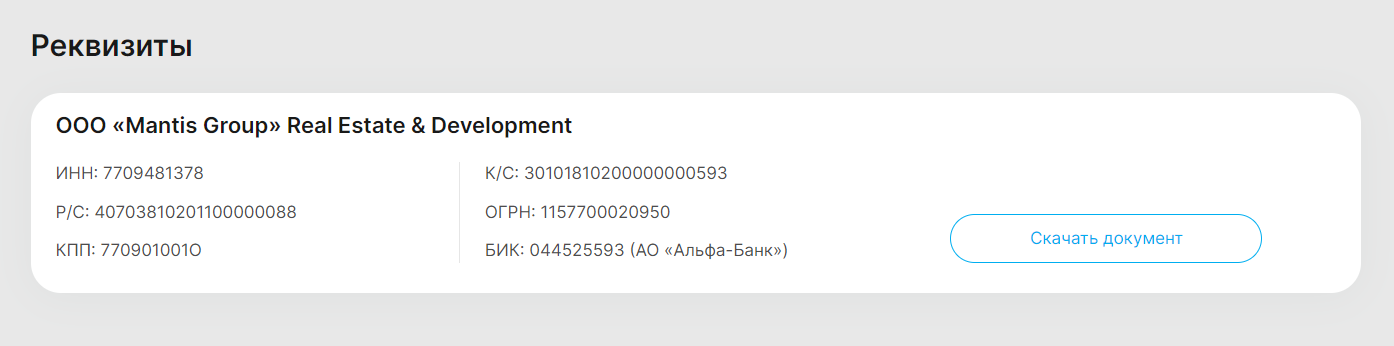 Реквизиты
ООО «Mantis Group» Real Estate & Development
ИНН: 7709481378
Р/С: 40703810201100000088
КПП: 770901001О
К/С: 30101810200000000593
ОГРН: 1157700020950
БИК: 044525593 (АО «Альфа-Банк»)
Скачать документ